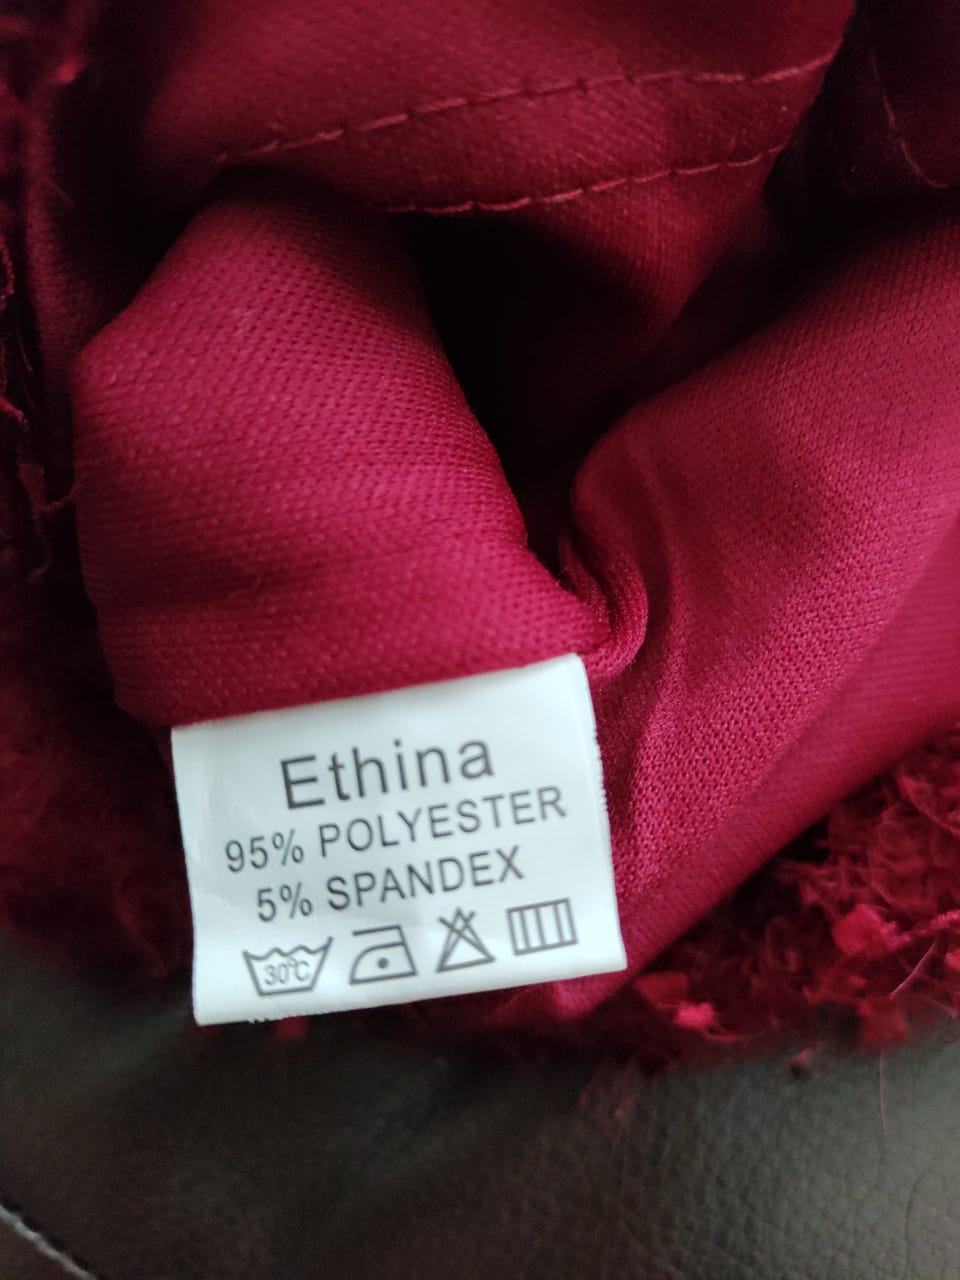 Ethina
95% POLYESTER
5% SPANDEX
30°C